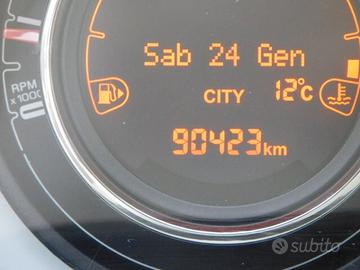 Sab 24 Gen
RPM
x1000
CITY 12°C
90423km
subito